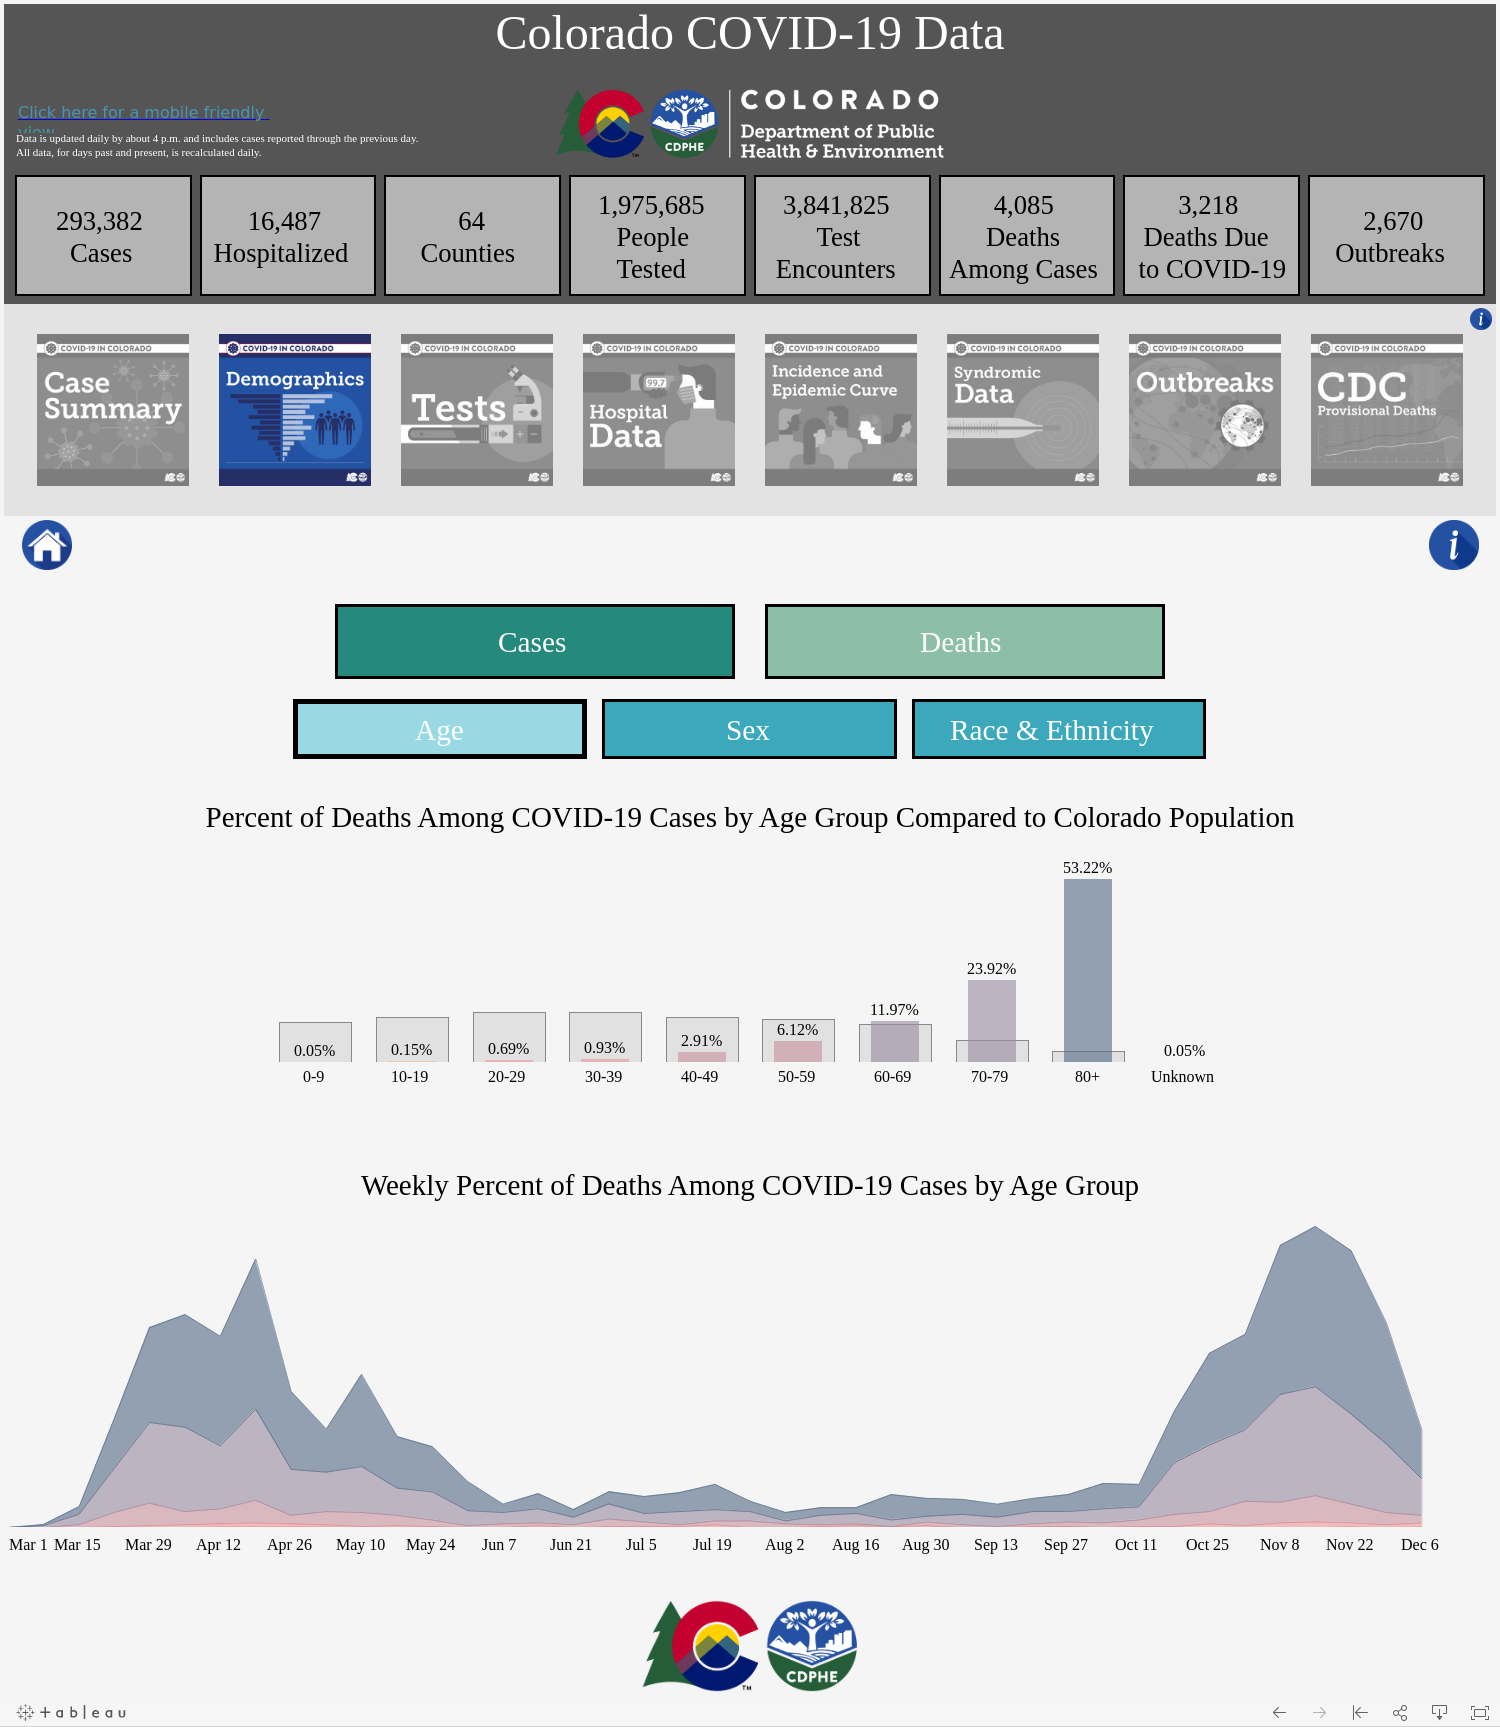 Colorado COVID-19 Data
Click here for a mobile friendly
view
Data is updated daily by about 4 p.m. and includes cases reported through the previous day.
All data, for days past and present, is recalculated daily.
COLORADO
Department of Public
Health & Environment
CDPHE
TM
293,382
Cases
16,487
Hospitalized
64
Counties
1,975,685
People
Tested
3,841,825
Test
Encounters
4,085
Deaths
Among Cases
3,218
Deaths Due
to COVID-19
2,670
Outbreaks
i
COVID-19 IN COLORADO
Case
Summary
COVID-19 IN COLORADO
Demographics
COVID-19 IN COLORADO
Tests
COVID-19 IN COLORADO
99.7
Hospital
Data
COVID-19 IN COLORADO
Incidence and
Epidemic Curve
COVID-19 IN COLORADO
Syndromic
Data
COVID-19 IN COLORADO
Outbreaks
COVID-19 IN COLORADO
CDC
Provisional Deaths
i
Cases
Deaths
Age
Sex
Race & Ethnicity
Percent of Deaths Among COVID-19 Cases by Age Group Compared to Colorado Population
53.22%
23.92%
11.97%
6.12%
2.91%
0.93%
0.69%
0.15%
0.05%
0.05%
0-9 10-19 20-29 30-39 40-49 50-59 60-69 70-79 80+ Unknown
Weekly Percent of Deaths Among COVID-19 Cases by Age Group
Mar 1 Mar 15 Mar 29 Apr 12 Apr 26 May 10 May 24 Jun 7 Jun 21 Jul 5 Jul 19 Aug 2 Aug 16 Aug 30 Sep 13 Sep 27 Oct 11 Oct 25 Nov 8 Nov 22 Dec 6
TM
CDPHE
+ableau